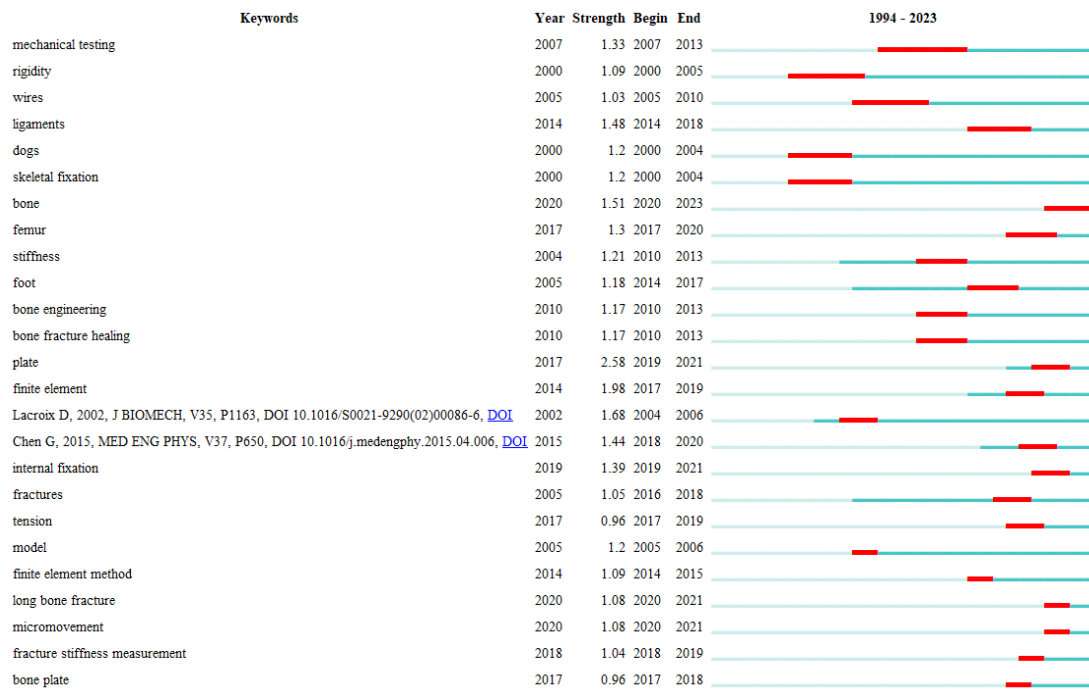 Keywords Year Strength Begin End 1994 - 2023
mechanical testing 2007 1.33 2007 2013
rigidity 2000 1.09 2000 2005
wires 2005 1.03 2005 2010
ligaments 2014 1.48 2014 2018
dogs 2000 1.2 2000 2004
skeletal fixation 2000 1.2 2000 2004
bone 2020 1.51 2020 2023
femur 2017 1.3 2017 2020
stiffness 2004 1.21 2010 2013
foot 2005 1.18 2014 2017
bone engineering 2010 1.17 2010 2013
bone fracture healing 2010 1.17 2010 2013
plate 2017 2.58 2019 2021
finite element 2014 1.98 2017 2019
Lacroix D, 2002, J BIOMECH, V35, P1163, DOI 10.1016/S0021-9290(02)00086-6, DOI 2002 1.68 2004 2006
Chen G, 2015, MED ENG PHYS, V37, P650, DOI 10.1016/j.medengphy.2015.04.006, DOI 2015 1.44 2018 2020
internal fixation 2019 1.39 2019 2021
fractures 2005 1.05 2016 2018
tension 2017 0.96 2017 2019
model 2005 1.2 2005 2006
finite element method 2014 1.09 2014 2015
long bone fracture 2020 1.08 2020 2021
micromovement 2020 1.08 2020 2021
fracture stiffness measurement 2018 1.04 2018 2019
bone plate 2017 0.96 2017 2018